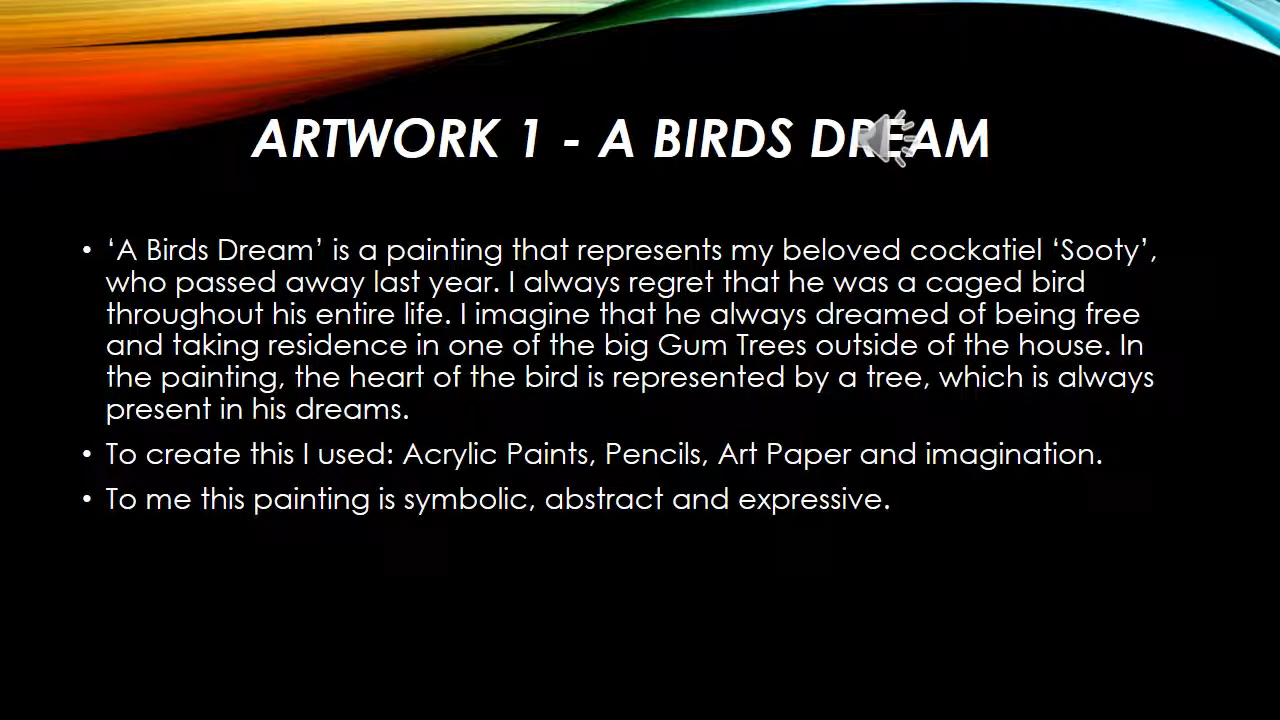 ARTWORK 1 - A BIRDS DREAM
• ‘A Birds Dream’ is a painting that represents my beloved cockatiel ‘Sooty’,
who passed away last year. I always regret that he was a caged bird
throughout his entire life. I imagine that he always dreamed of being free
and taking residence in one of the big Gum Trees outside of the house. In
the painting, the heart of the bird is represented by a tree, which is always
present in his dreams.
• To create this I used: Acrylic Paints, Pencils, Art Paper and imagination.
• To me this painting is symbolic, abstract and expressive.